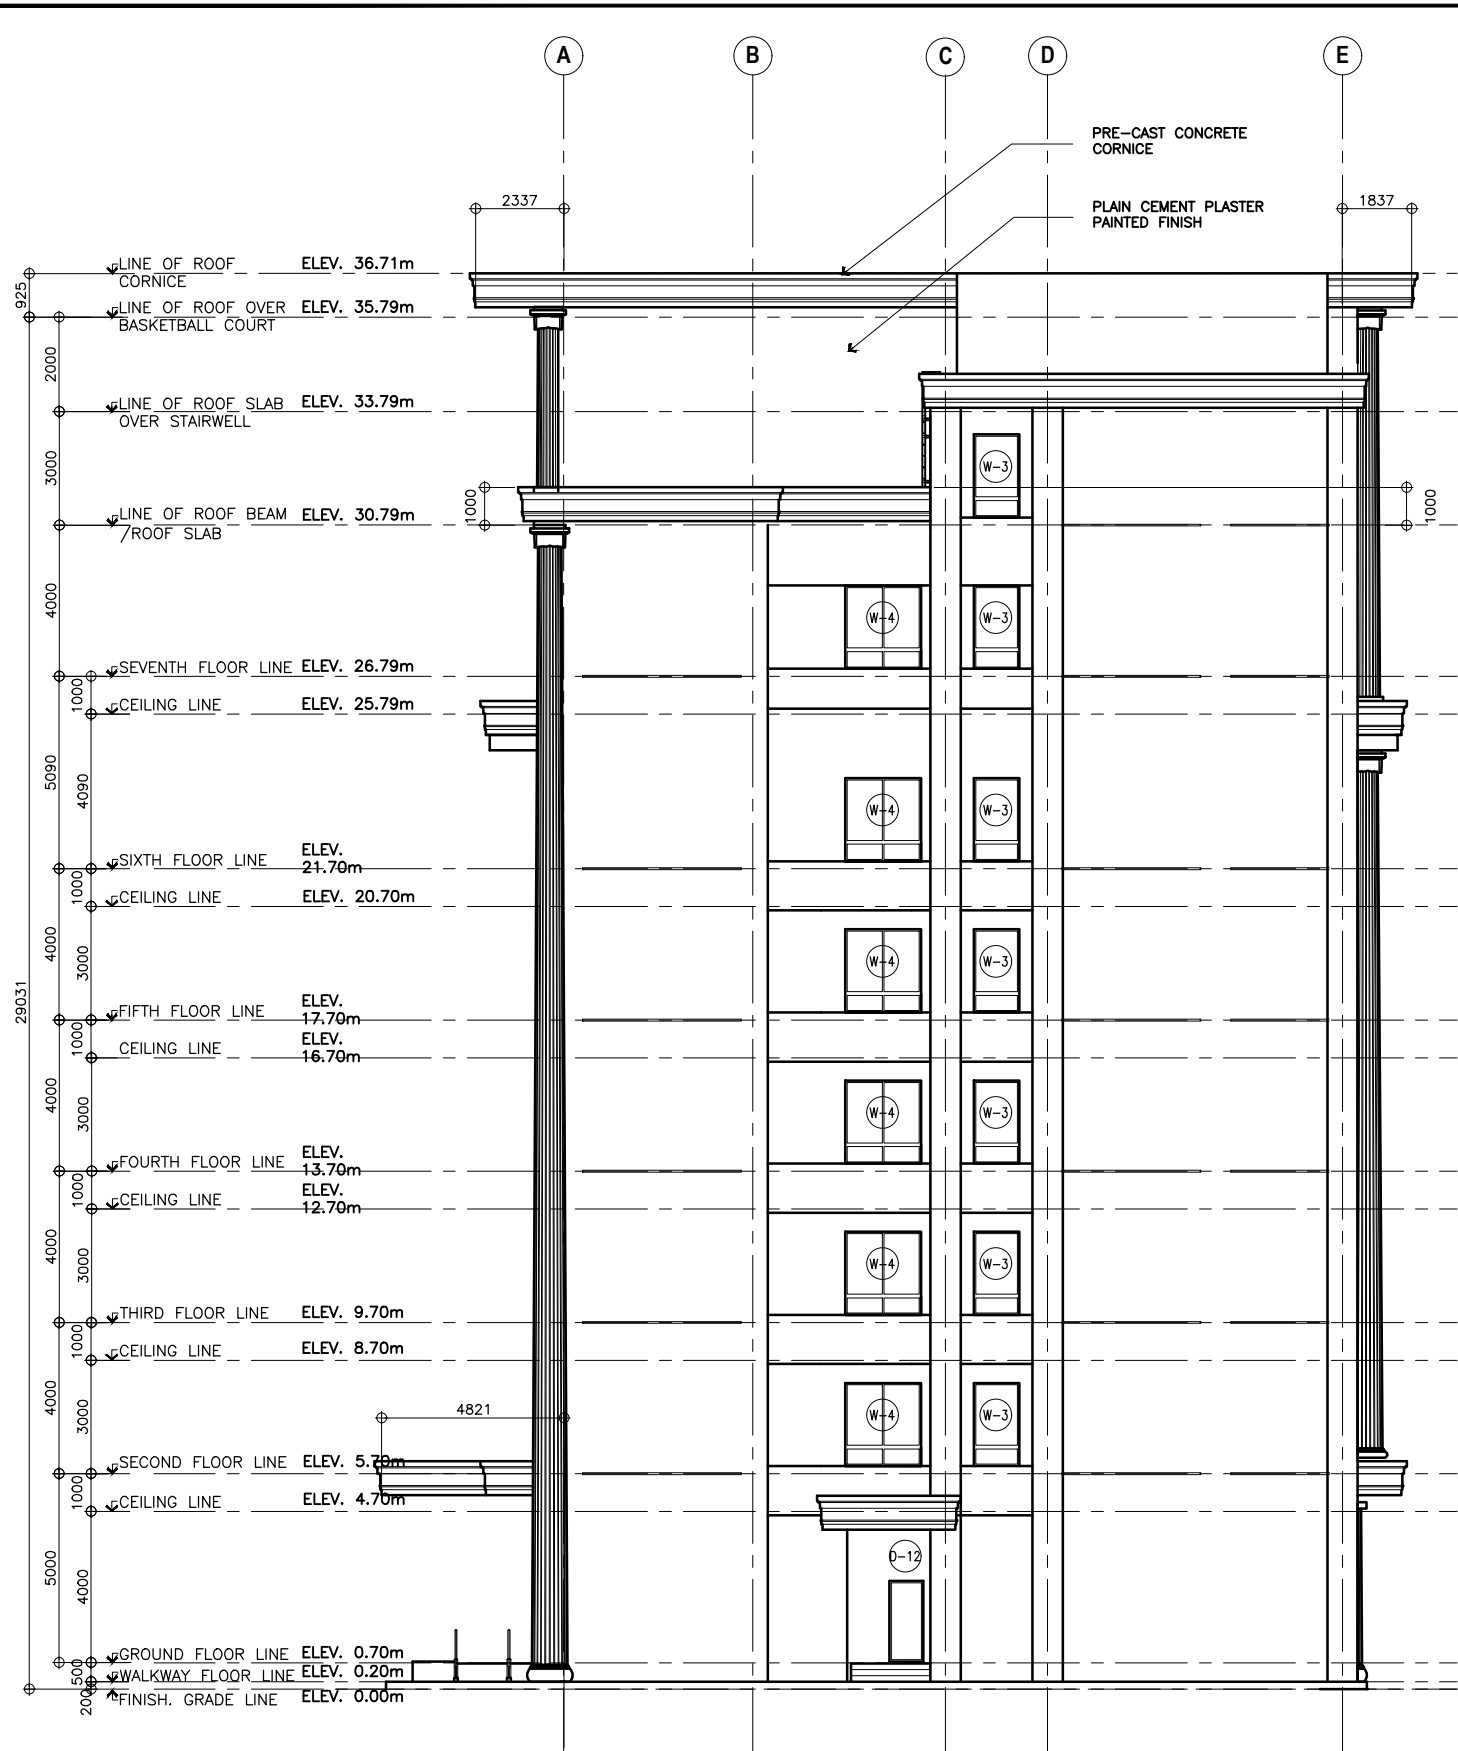 A
B
C
D
E
PRE-CAST CONCRETE
CORNICE
2337
PLAIN CEMENT PLASTER
PAINTED FINISH
1837
LINE OF ROOF
CORNICE
ELEV. 36.71m
925
LINE OF ROOF OVER
BASKETBALL COURT
ELEV. 35.79m
2000
LINE OF ROOF SLAB
OVER STAIRWELL
ELEV. 33.79m
3000
W-3
1000
1000
LINE OF ROOF BEAM
/ROOF SLAB
ELEV. 30.79m
4000
W-4
W-3
SEVENTH FLOOR LINE
ELEV. 26.79m
1000
CEILING LINE
ELEV. 25.79m
5090
4090
W-4
W-3
SIXTH FLOOR LINE
ELEV.
21.70m
1000
CEILING LINE
ELEV. 20.70m
4000
3000
W-4
W-3
29031
FIFTH FLOOR LINE
ELEV.
17.70m
1000
CEILING LINE
ELEV.
16.70m
4000
3000
W-4
W-3
FOURTH FLOOR LINE
ELEV.
13.70m
1000
CEILING LINE
ELEV.
12.70m
4000
3000
W-4
W-3
THIRD FLOOR LINE
ELEV. 9.70m
1000
CEILING LINE
ELEV. 8.70m
4000
3000
4821
W-4
W-3
SECOND FLOOR LINE
ELEV. 5.70m
1000
CEILING LINE
ELEV. 4.70m
5000
4000
D-12
GROUND FLOOR LINE
ELEV. 0.70m
500
WALKWAY FLOOR LINE
ELEV. 0.20m
200
FINISH. GRADE LINE
ELEV. 0.00m